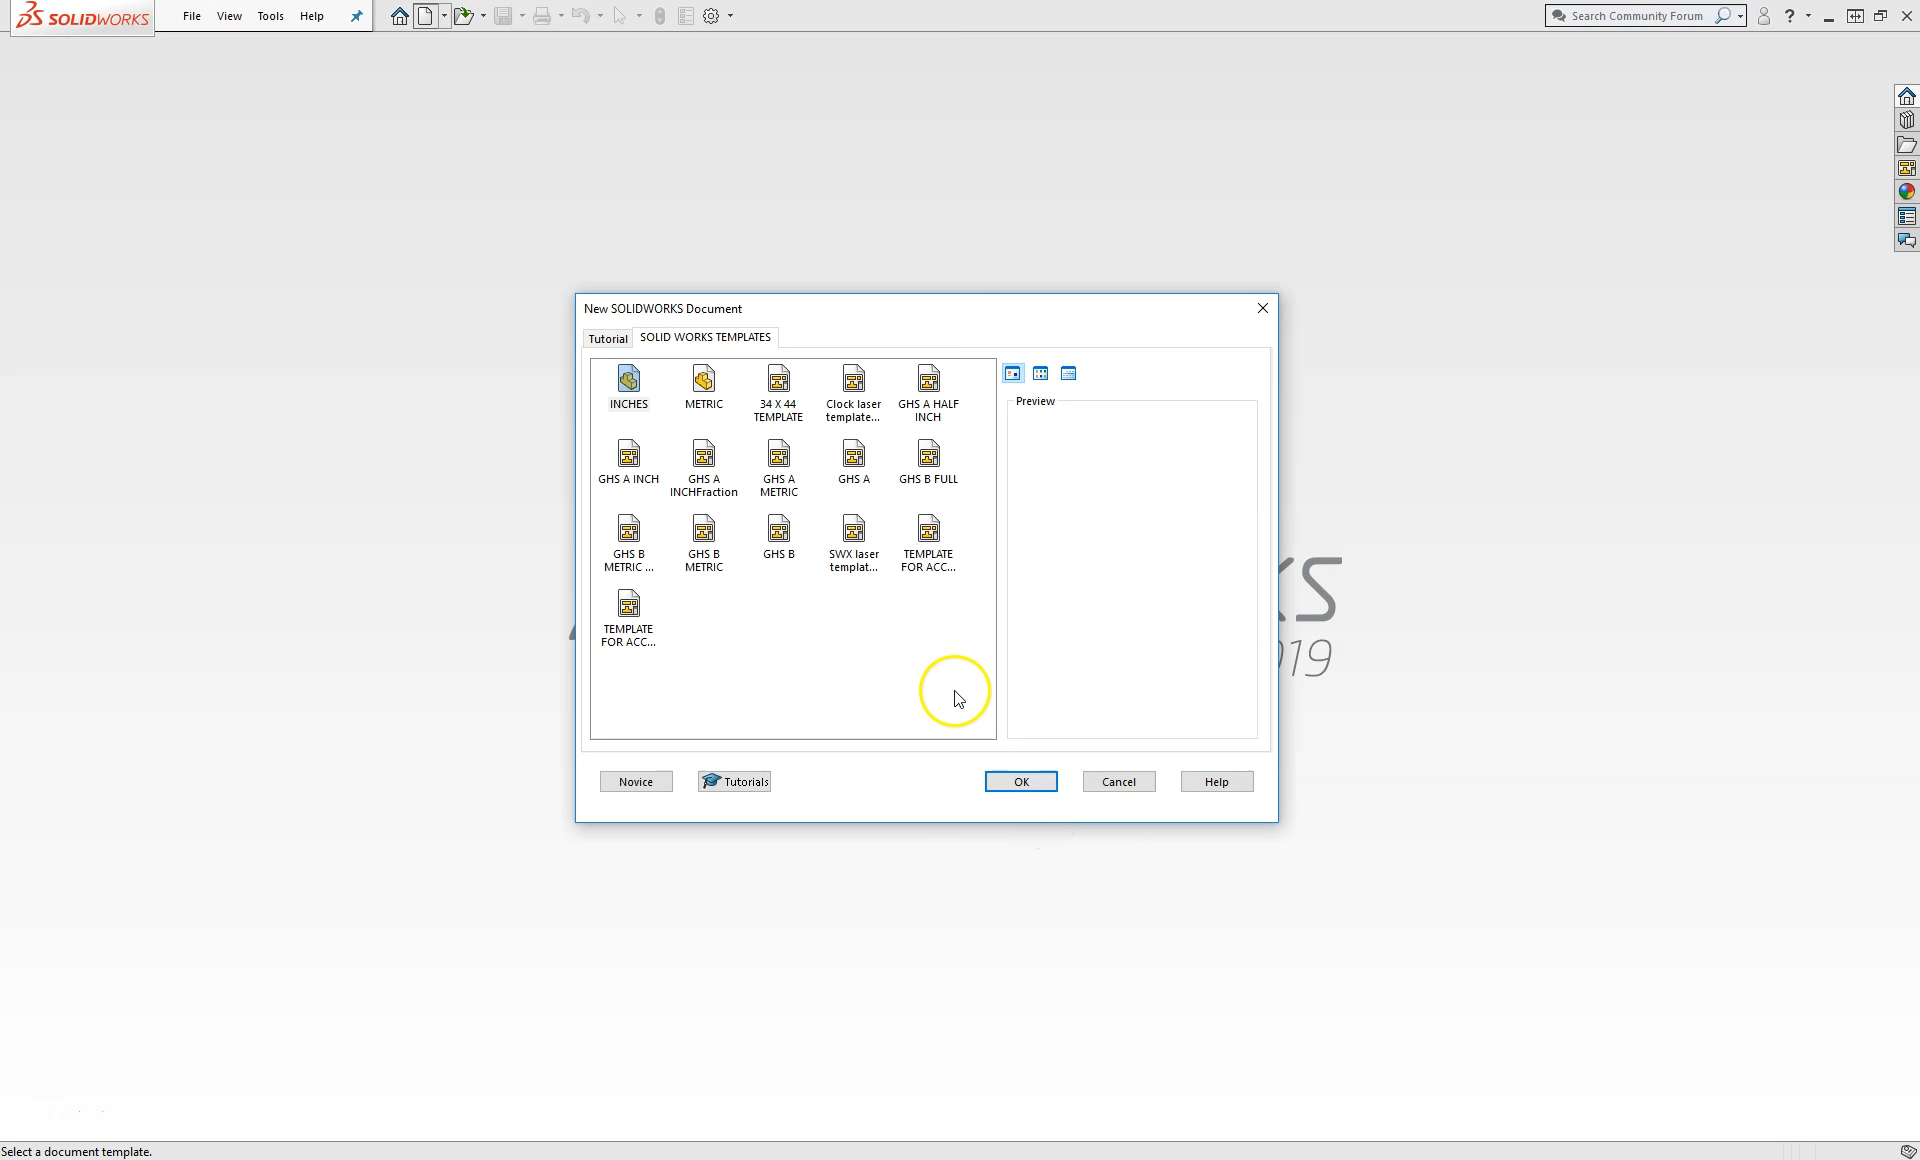 SOLIDWORKS
File View Tools Help
Search Community Forum
New SOLIDWORKS Document
Tutorial
SOLID WORKS TEMPLATES
INCHES
METRIC
34 X 44
TEMPLATE
Clock laser
template...
GHS A HALF
INCH
GHS A INCH
GHS A
INCHFraction
GHS A
METRIC
GHS A
GHS B FULL
GHS B
METRIC ...
GHS B
METRIC
GHS B
SWX laser
templat...
TEMPLATE
FOR ACC...
TEMPLATE
FOR ACC...
Preview
KS
019
Novice
Tutorials
OK
Cancel
Help
Select a document template.